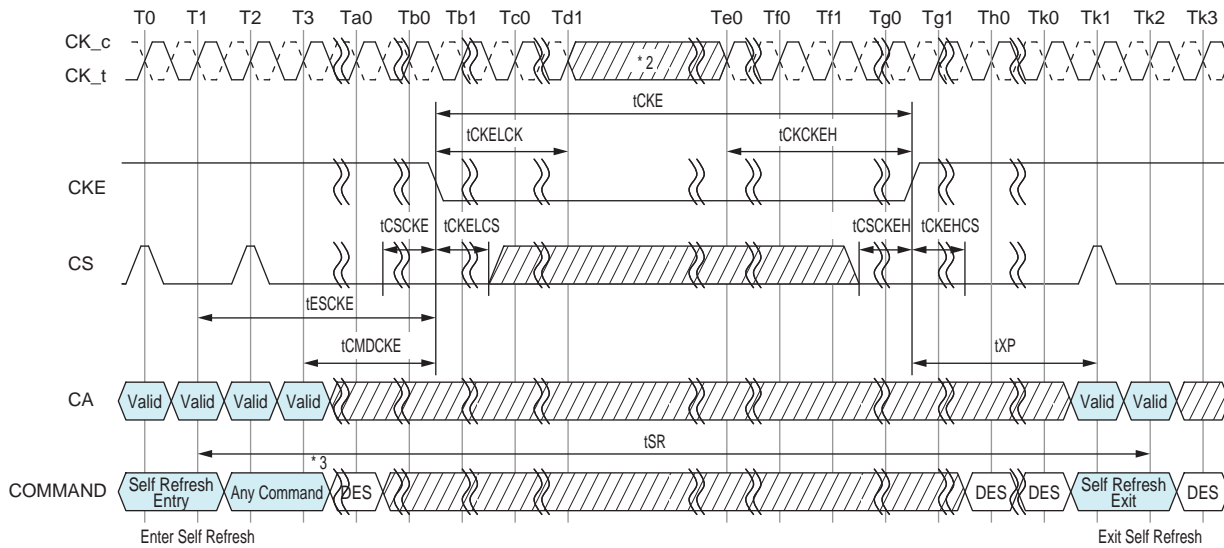 T0 T1 T2 T3 Ta0 Tb0 Tb1 Tc0 Td1 Te0 Tf0 Tf1 Tg0 Tg1 Th0 Tk0 Tk1 Tk2 Tk3
CK_c
CK_t
* 2
tCKE
tCKELCK tCKCKEH
CKE
tCSCKE tCKELCS tCSCKEH tCKEHCS
CS
tESCKE
tCMDCKE tXP
CA Valid Valid Valid Valid Valid Valid
tSR
* 3
COMMAND Self Refresh Entry Any Command DES DES DES Self Refresh Exit DES
Enter Self Refresh Exit Self Refresh